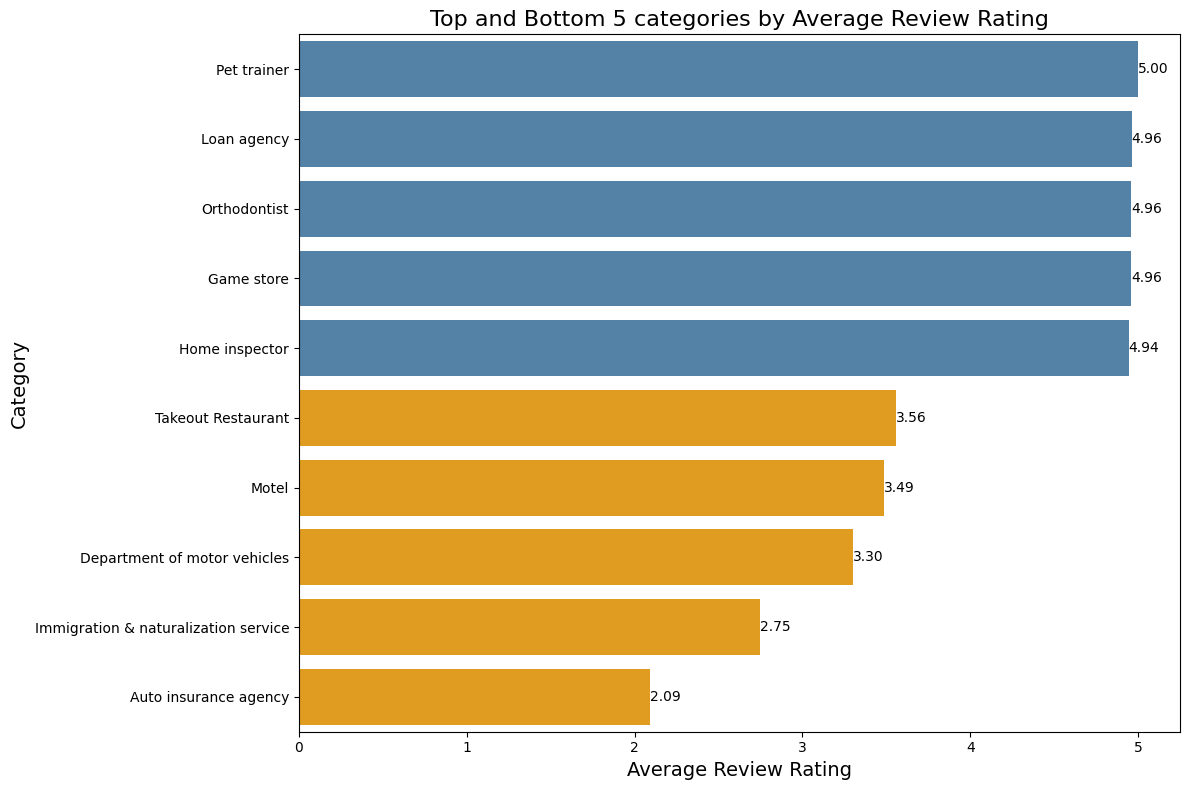 Top and Bottom 5 categories by Average Review Rating
Category
Pet trainer 5.00
Loan agency 4.96
Orthodontist 4.96
Game store 4.96
Home inspector 4.94
Takeout Restaurant 3.56
Motel 3.49
Department of motor vehicles 3.30
Immigration & naturalization service 2.75
Auto insurance agency 2.09
0 1 2 3 4 5
Average Review Rating